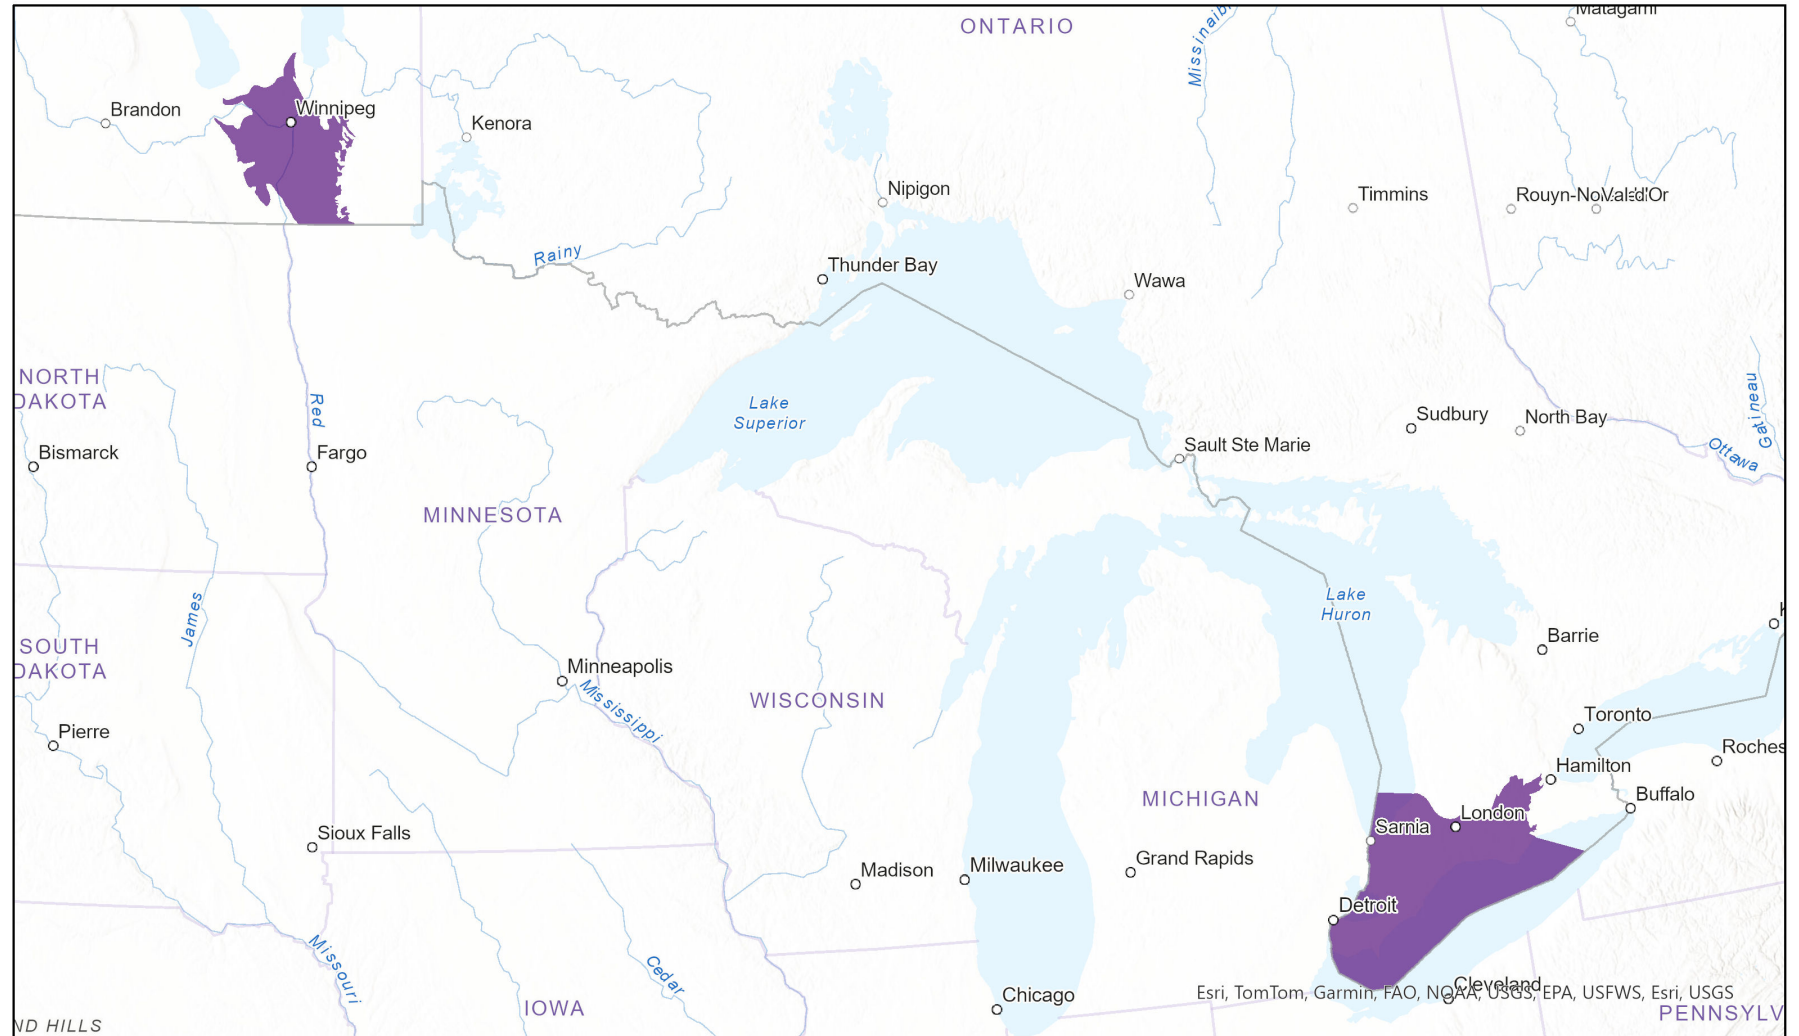 Matagami
ONTARIO
Missinaibi
Brandon
Winnipeg
Kenora
Nipigon
Timmins
Rouyn-No
Val-d'Or
Rainy
Thunder Bay
Wawa
NORTH
DAKOTA
Red
Lake
Superior
Sudbury
North Bay
Gatineau
Ottawa
Bismarck
Fargo
Sault Ste Marie
MINNESOTA
James
Lake
Huron
SOUTH
DAKOTA
Barrie
K
Minneapolis
Mississippi
WISCONSIN
Toronto
Pierre
Roches
Hamilton
MICHIGAN
Buffalo
Sioux Falls
London
Sarnia
Madison
Milwaukee
Grand Rapids
Detroit
Missouri
Cedar
Chicago
Cleveland
Esri, TomTom, Garmin, FAO, NOAA, USGS, EPA, USFWS, Esri, USGS
IOWA
PENNSYLV
ND HILLS